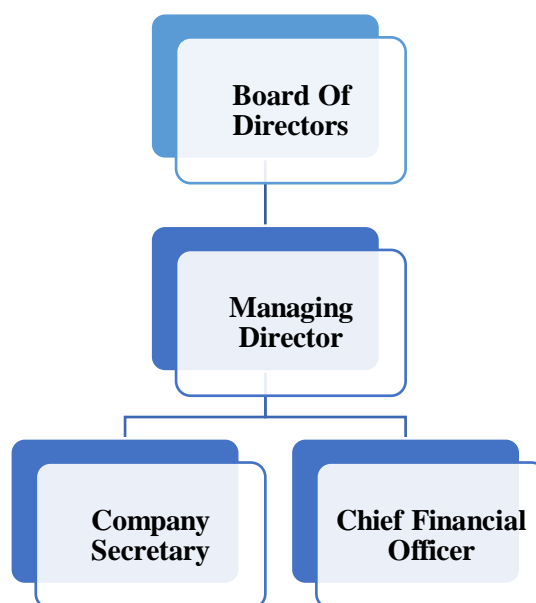 Board Of
Directors
Managing
Director
Company
Secretary
Chief Financial
Officer